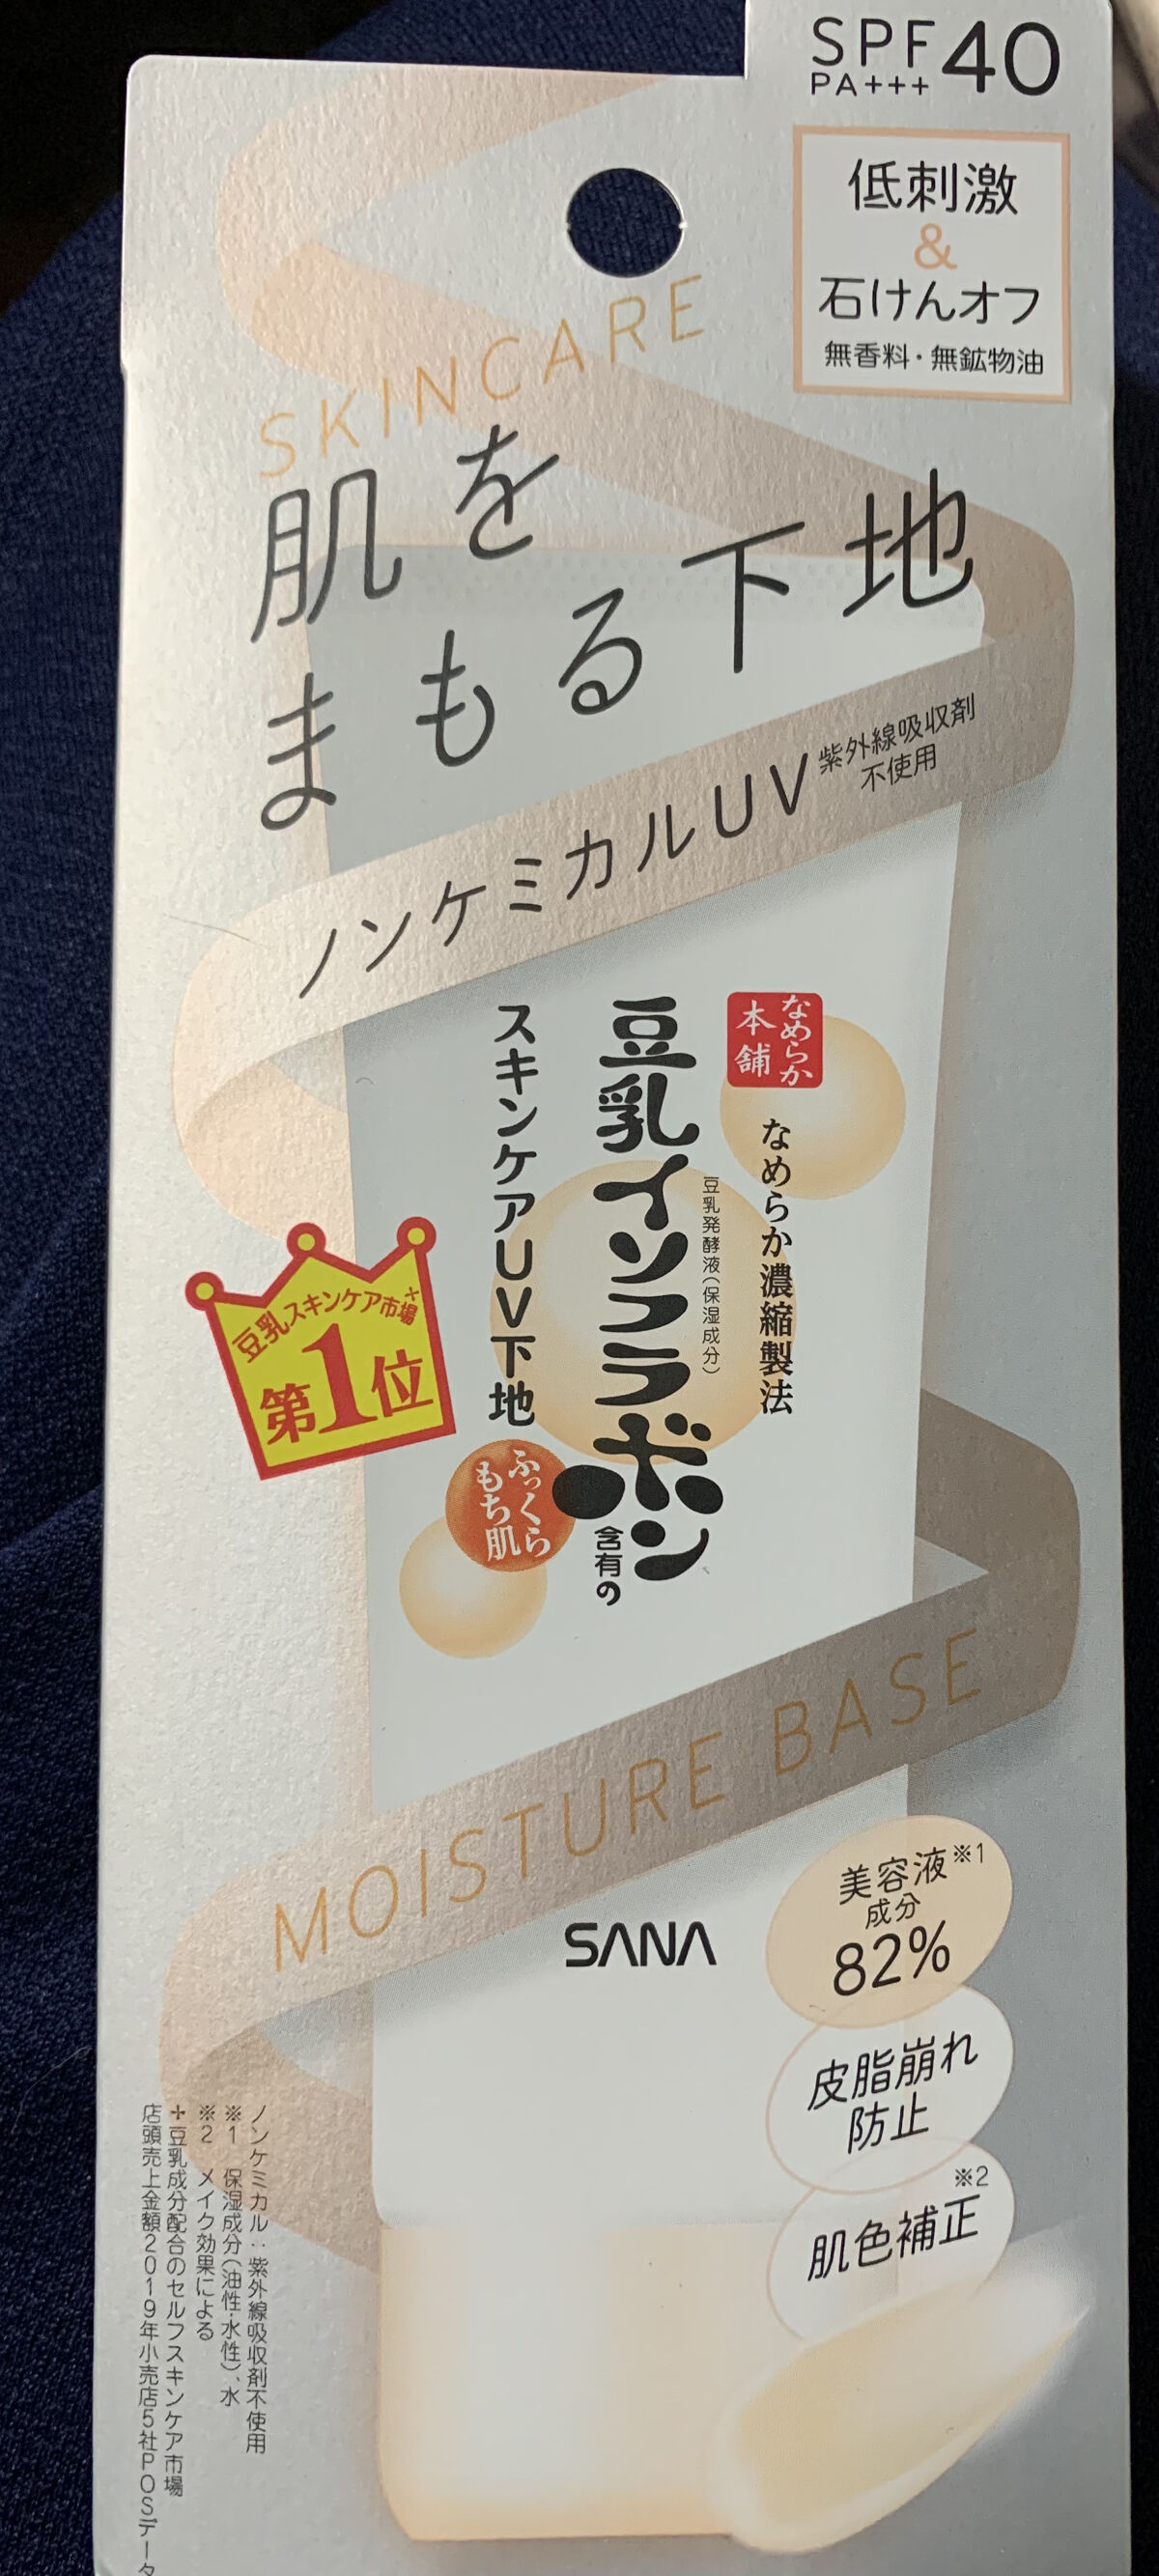 SPF40
PA+++
低刺激
&
石けんオフ
無香料・無鉱物油
SKINCARE
肌を
まもる下地
ノンケミカルUV
紫外線吸収剤
不使用
なめらか
本舗
なめらか濃縮製法
豆乳発酵液(保湿成分)
豆乳イソフラボン
含有の
スキンケアUV下地
ふっくら
もち肌
豆乳スキンケア市場+
第1位
MOISTURE BASE
SANA
美容液※1
成分
82%
皮脂崩れ
防止
※2
肌色補正
ノンケミカル:紫外線吸収剤不使用
※1 保湿成分(油性・水性)、水
※2 メイク効果による
+豆乳成分配合のセルフスキンケア市場
店頭売上金額2019年小売店5社POSデータ